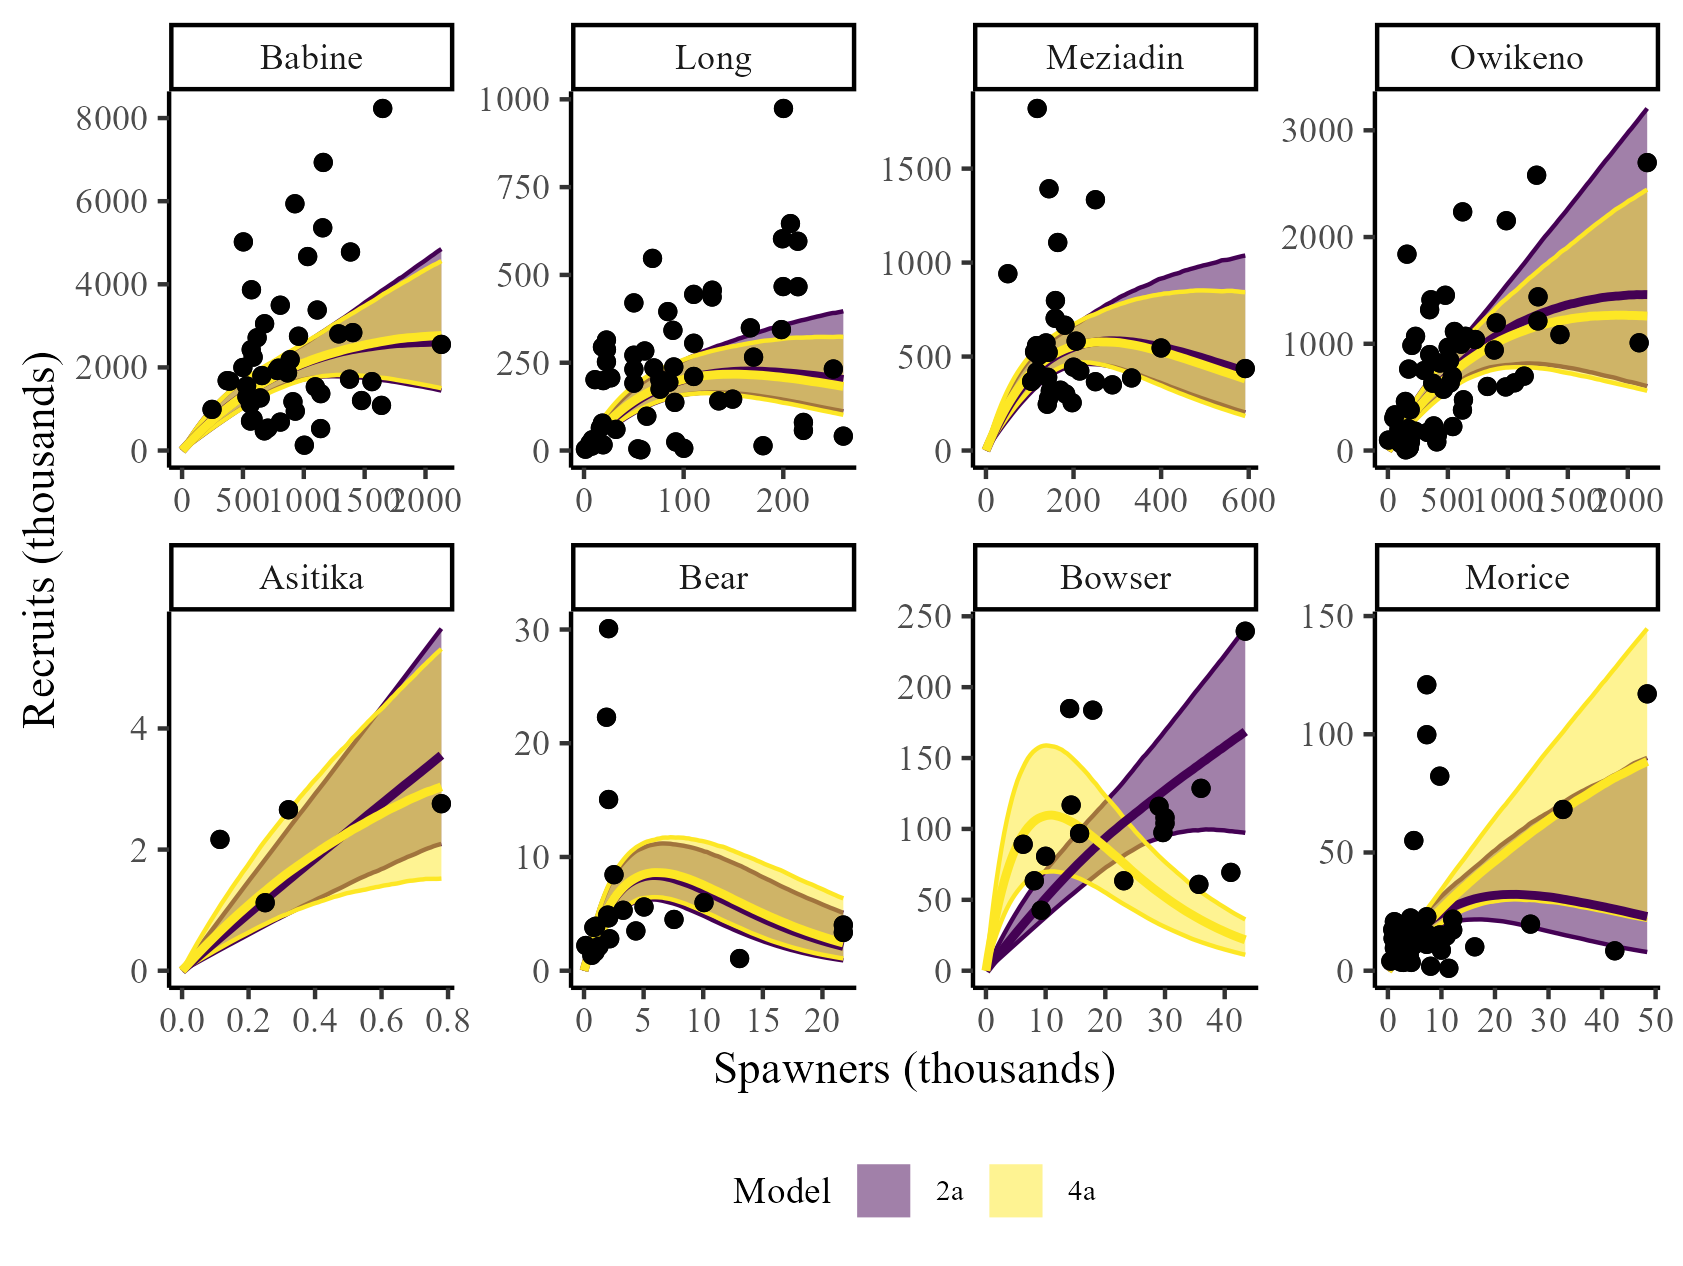 Babine Long Meziadin Owikeno
8000 6000 4000 2000 0
1000 750 500 250 0
1500 1000 500 0
3000 2000 1000 0
0 500 1000 1500 2000 0 100 200 0 200 400 600 0 500 1000 1500 2000
Asitika Bear Bowser Morice
4 2 0
30 20 10 0
250 200 150 100 50 0
150 100 50 0
0.0 0.2 0.4 0.6 0.8 0 5 10 15 20 0 10 20 30 40 0 10 20 30 40 50
Recruits (thousands)
Spawners (thousands)
Model 2a 4a